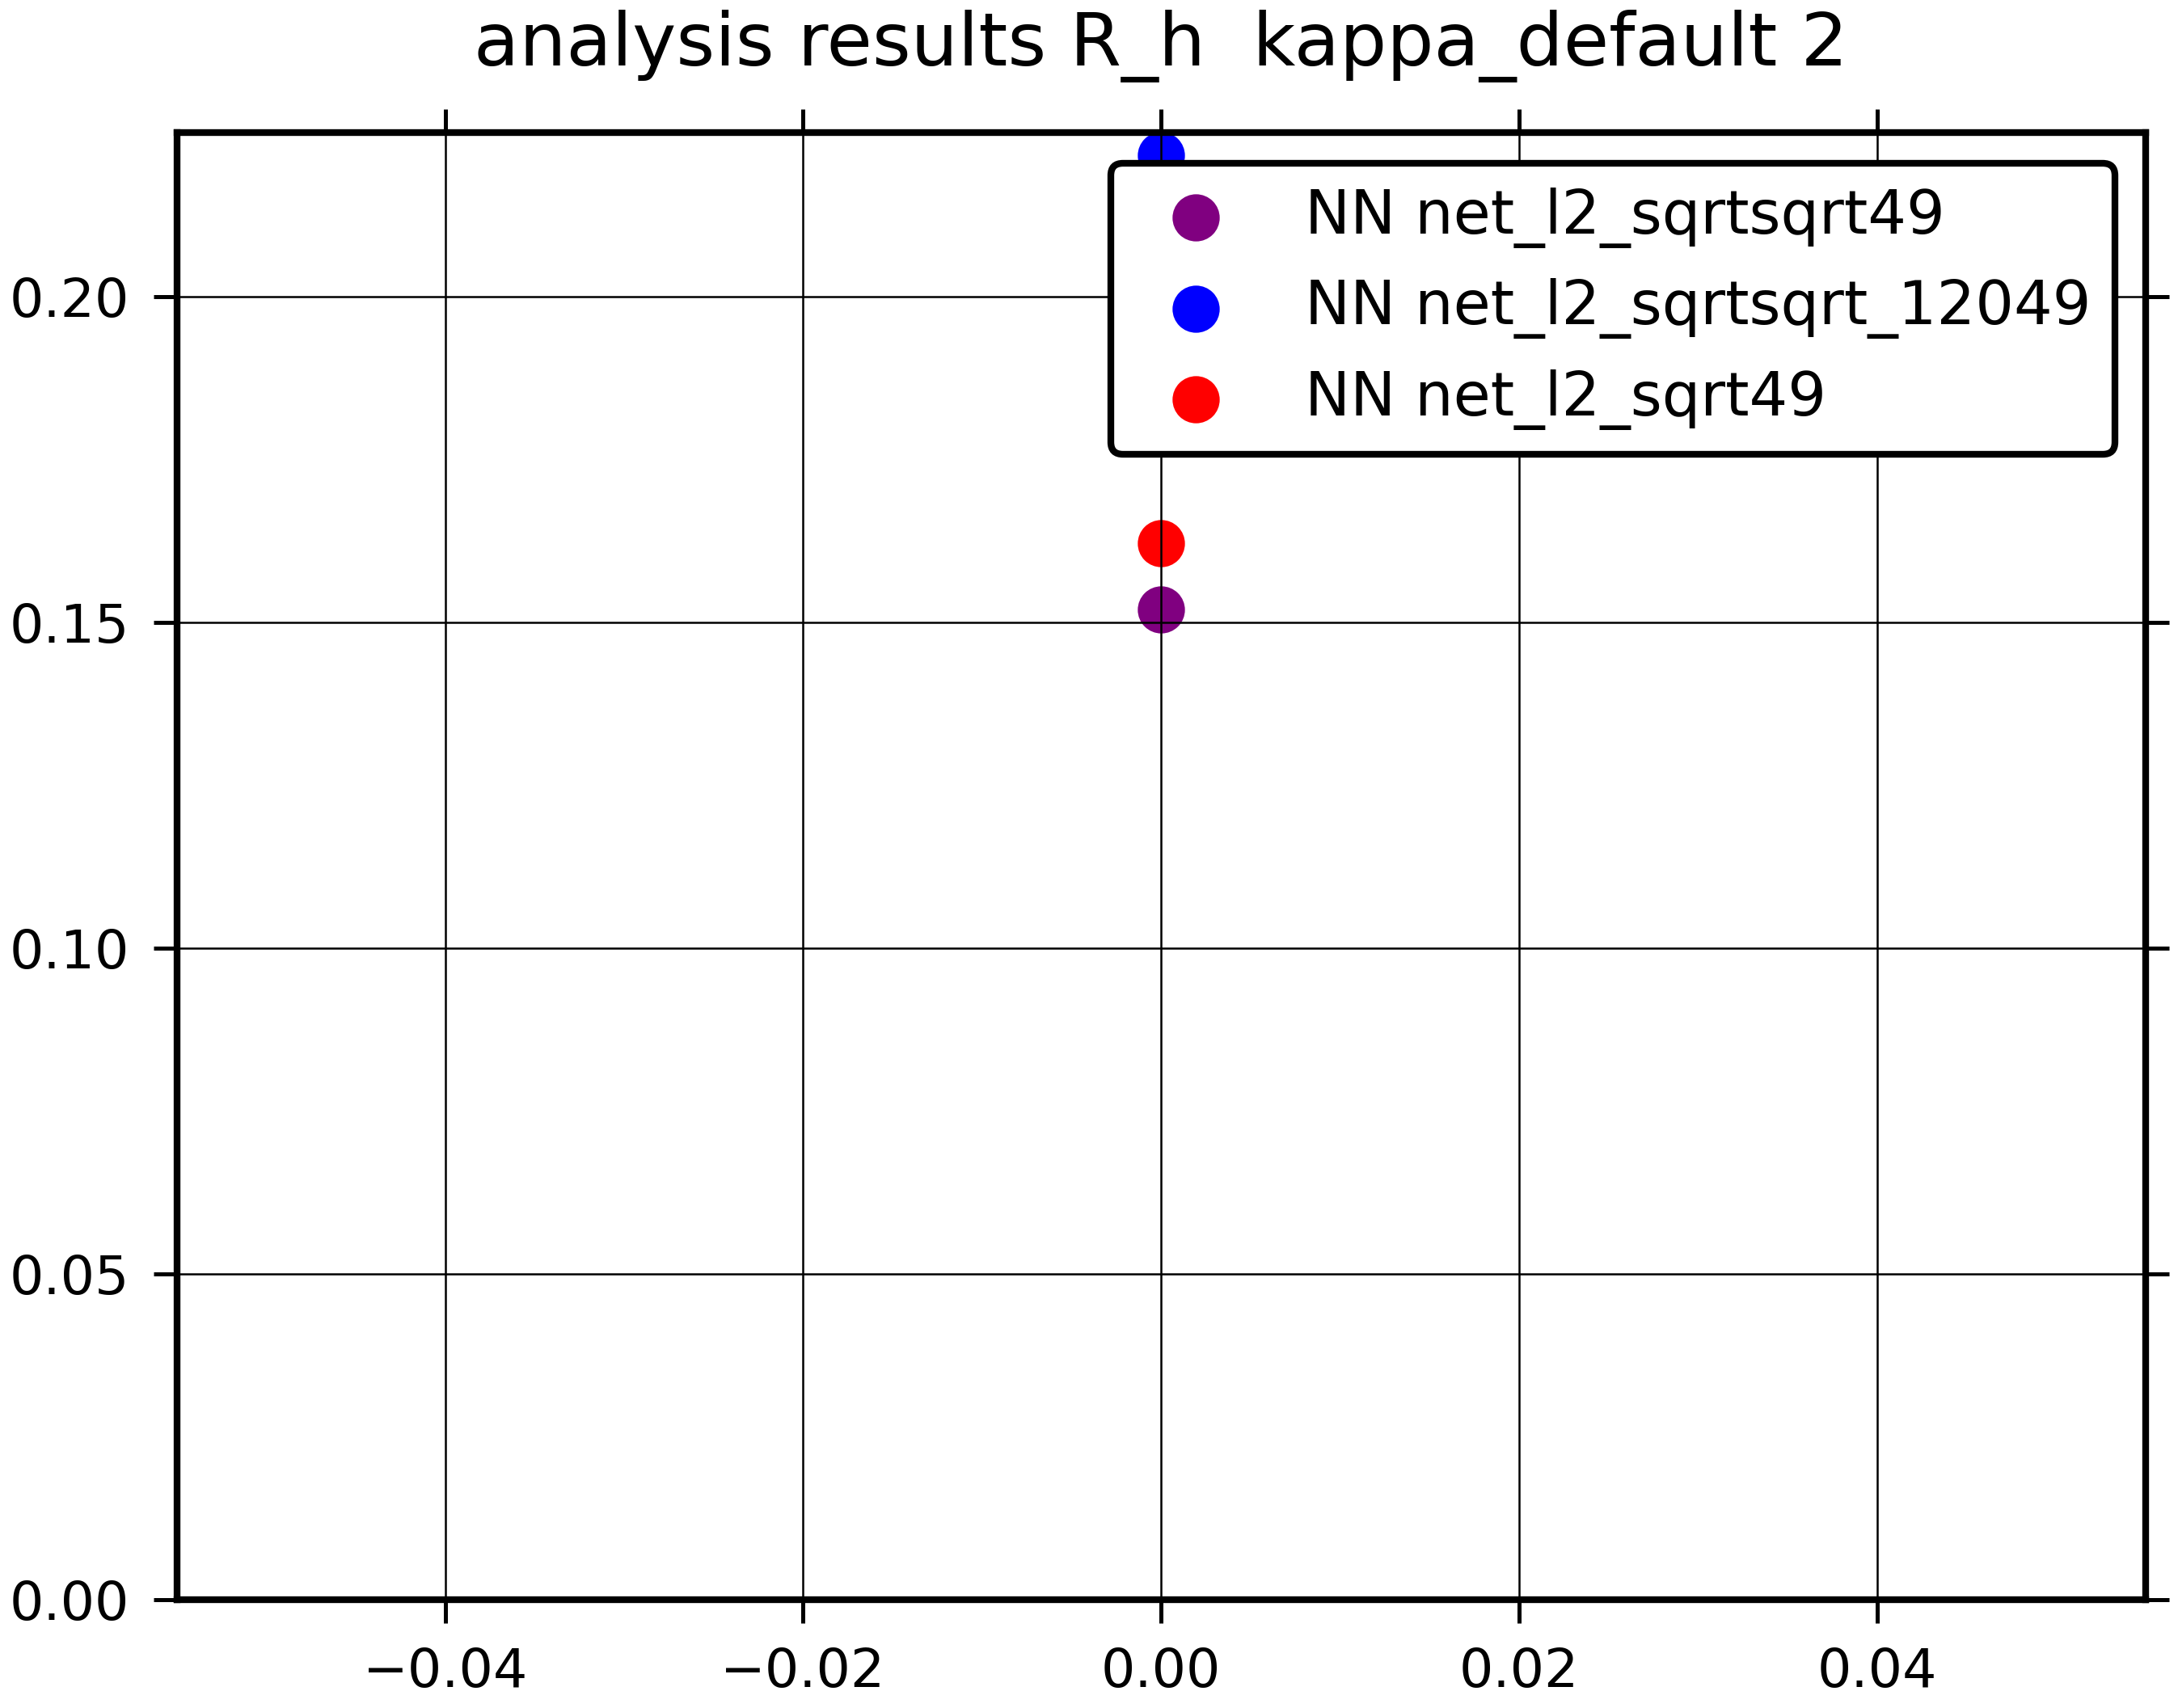 analysis results R_h  kappa_default 2
NN net_l2_sqrtsqrt49
NN net_l2_sqrtsqrt_12049
NN net_l2_sqrt49
0.20
0.15
0.10
0.05
0.00
−0.04
−0.02
0.00
0.02
0.04